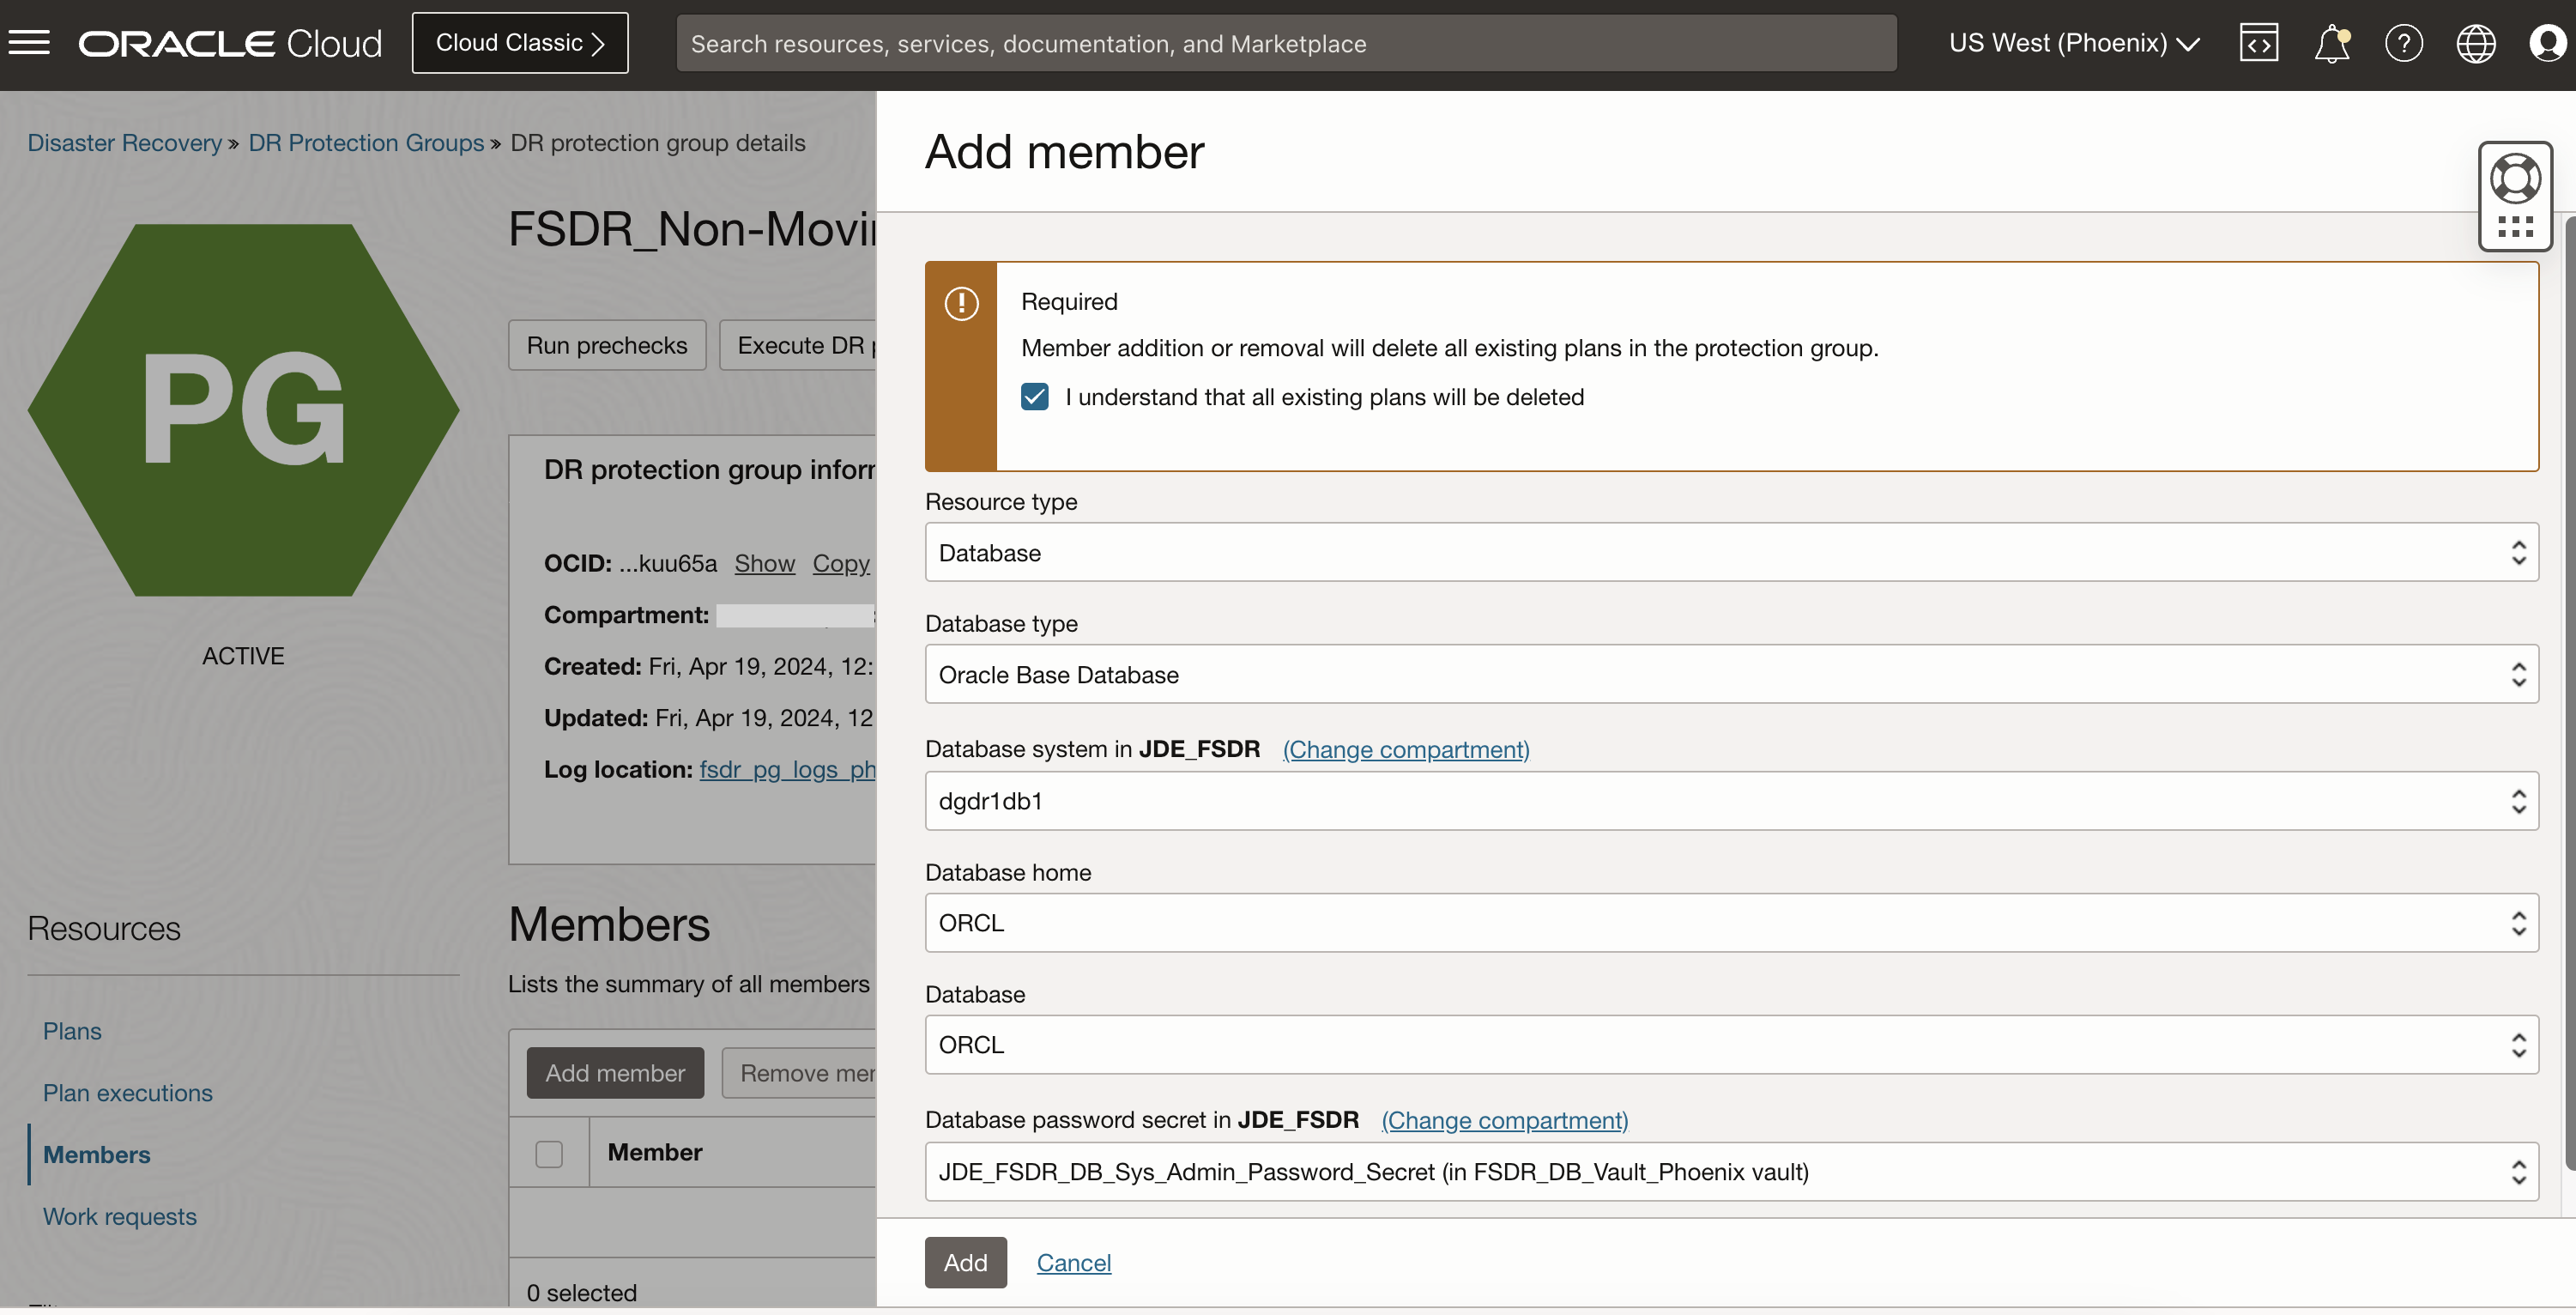 ORACLE Cloud
Cloud Classic
Search resources, services, documentation, and Marketplace
US West (Phoenix)
Disaster Recovery » DR Protection Groups » DR protection group details
PG
ACTIVE
FSDR_Non-Movi
Run prechecks
Execute DR
DR protection group infor
OCID: ...kuu65a Show Copy
Compartment:
Created: Fri, Apr 19, 2024, 12:
Updated: Fri, Apr 19, 2024, 12
Log location: fsdr_pg_logs_ph
Resources
Plans
Plan executions
Members
Work requests
Members
Lists the summary of all members
Add member
Remove mer
Member
0 selected
Add member
Required
Member addition or removal will delete all existing plans in the protection group.
I understand that all existing plans will be deleted
Resource type
Database
Database type
Oracle Base Database
Database system in JDE_FSDR (Change compartment)
dgdr1db1
Database home
ORCL
Database
ORCL
Database password secret in JDE_FSDR (Change compartment)
JDE_FSDR_DB_Sys_Admin_Password_Secret (in FSDR_DB_Vault_Phoenix vault)
Add
Cancel